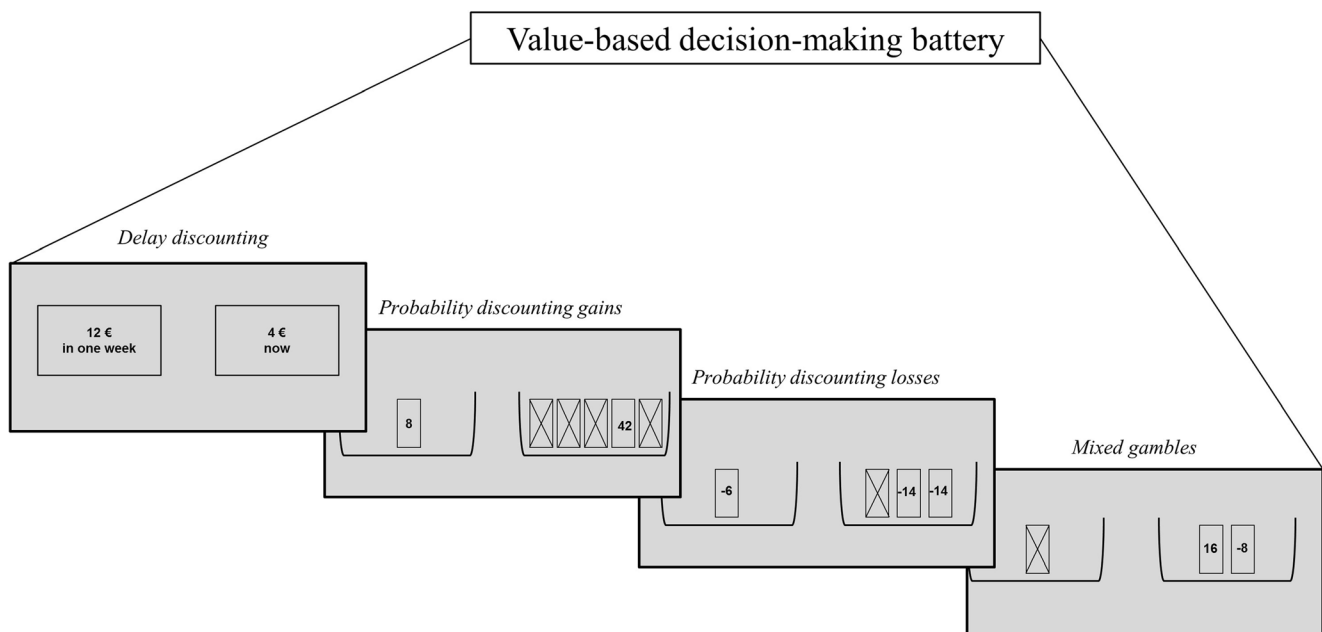 Value-based decision-making battery
Delay discounting
12 €
in one week
4 €
now
Probability discounting gains
8
42
Probability discounting losses
-6
-14 -14
Mixed gambles
16 -8